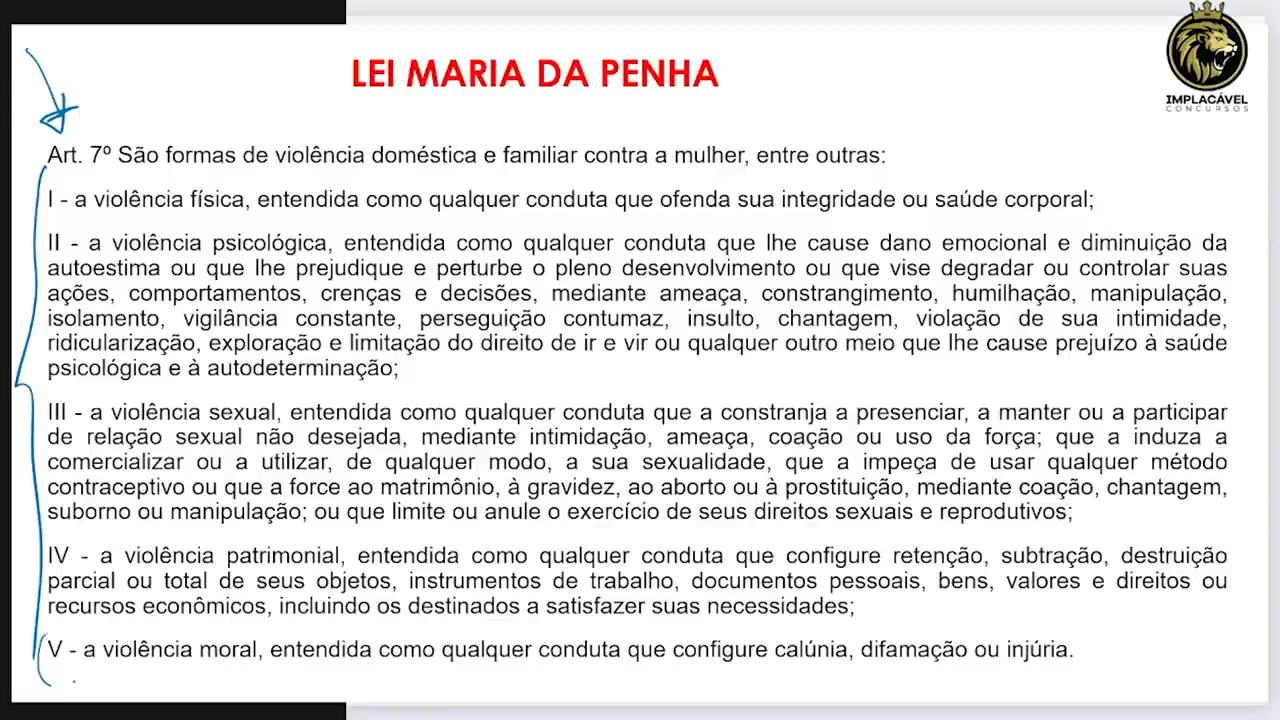 IMPLACÁVEL
CONCURSOS
LEI MARIA DA PENHA
Art. 7º São formas de violência doméstica e familiar contra a mulher, entre outras:
I - a violência física, entendida como qualquer conduta que ofenda sua integridade ou saúde corporal;
II - a violência psicológica, entendida como qualquer conduta que lhe cause dano emocional e diminuição da
autoestima ou que lhe prejudique e perturbe o pleno desenvolvimento ou que vise degradar ou controlar suas
ações, comportamentos, crenças e decisões, mediante ameaça, constrangimento, humilhação, manipulação,
isolamento, vigilância constante, perseguição contumaz, insulto, chantagem, violação de sua intimidade,
ridicularização, exploração e limitação do direito de ir e vir ou qualquer outro meio que lhe cause prejuízo à saúde
psicológica e à autodeterminação;
III - a violência sexual, entendida como qualquer conduta que a constranja a presenciar, a manter ou a participar
de relação sexual não desejada, mediante intimidação, ameaça, coação ou uso da força; que a induza a
comercializar ou a utilizar, de qualquer modo, a sua sexualidade, que a impeça de usar qualquer método
contraceptivo ou que a force ao matrimônio, à gravidez, ao aborto ou à prostituição, mediante coação, chantagem,
suborno ou manipulação; ou que limite ou anule o exercício de seus direitos sexuais e reprodutivos;
IV - a violência patrimonial, entendida como qualquer conduta que configure retenção, subtração, destruição
parcial ou total de seus objetos, instrumentos de trabalho, documentos pessoais, bens, valores e direitos ou
recursos econômicos, incluindo os destinados a satisfazer suas necessidades;
V - a violência moral, entendida como qualquer conduta que configure calúnia, difamação ou injúria.